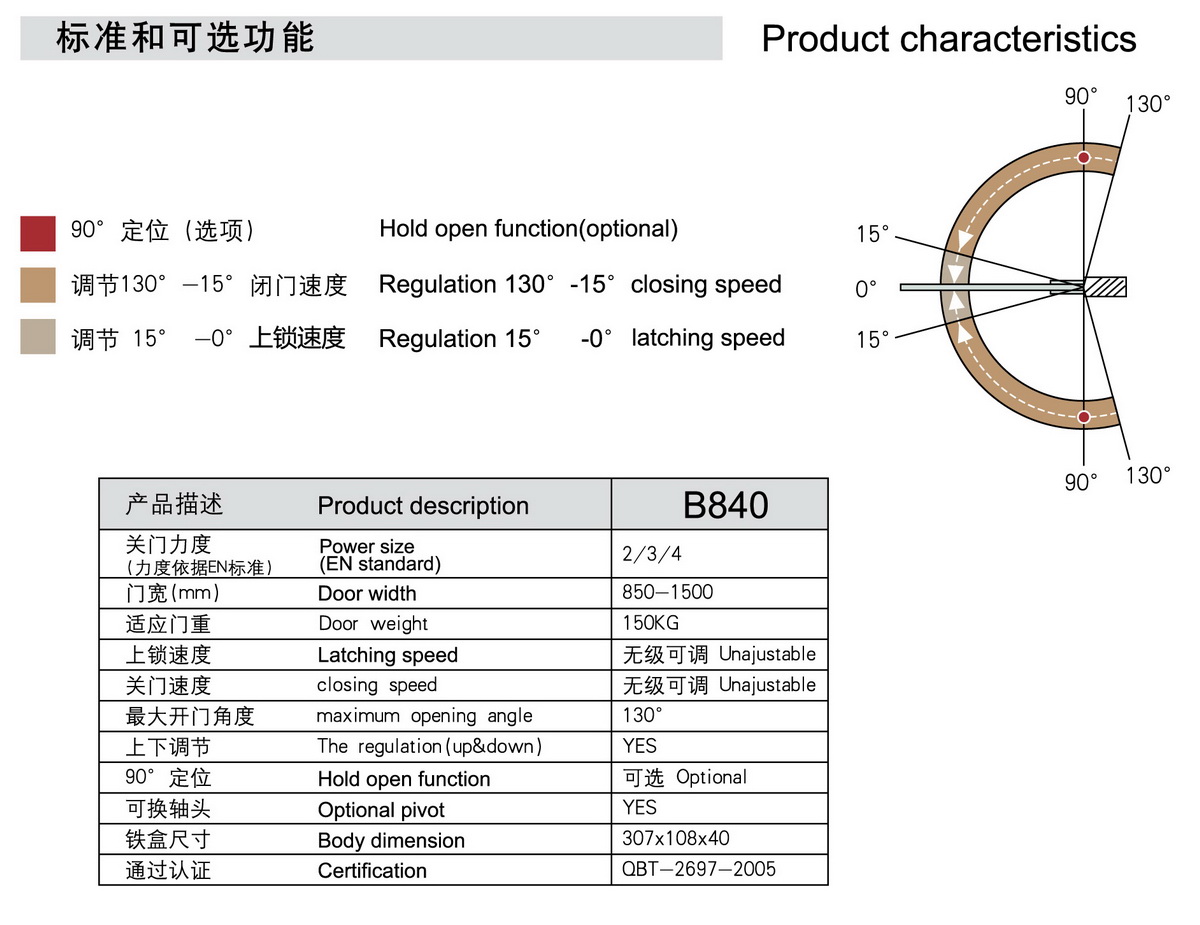 标准和可选功能 Product characteristics
90° 130°
90° 定位 (选项) Hold open function(optional)
15°
调节130° –15° 闭门速度 Regulation 130° -15° closing speed
0°
调节 15° –0° 上锁速度 Regulation 15° -0° latching speed
15°
90° 130°
产品描述 Product description B840
关门力度 Power size
(力度依据EN标准) (EN standard) 2/3/4
门宽(mm) Door width 850–1500
适应门重 Door weight 150KG
上锁速度 Latching speed 无级可调 Unajustable
关门速度 closing speed 无级可调 Unajustable
最大开门角度 maximum opening angle 130°
上下调节 The regulation(up&down) YES
90° 定位 Hold open function 可选 Optional
可换轴头 Optional pivot YES
铁盒尺寸 Body dimension 307x108x40
通过认证 Certification QBT–2697–2005